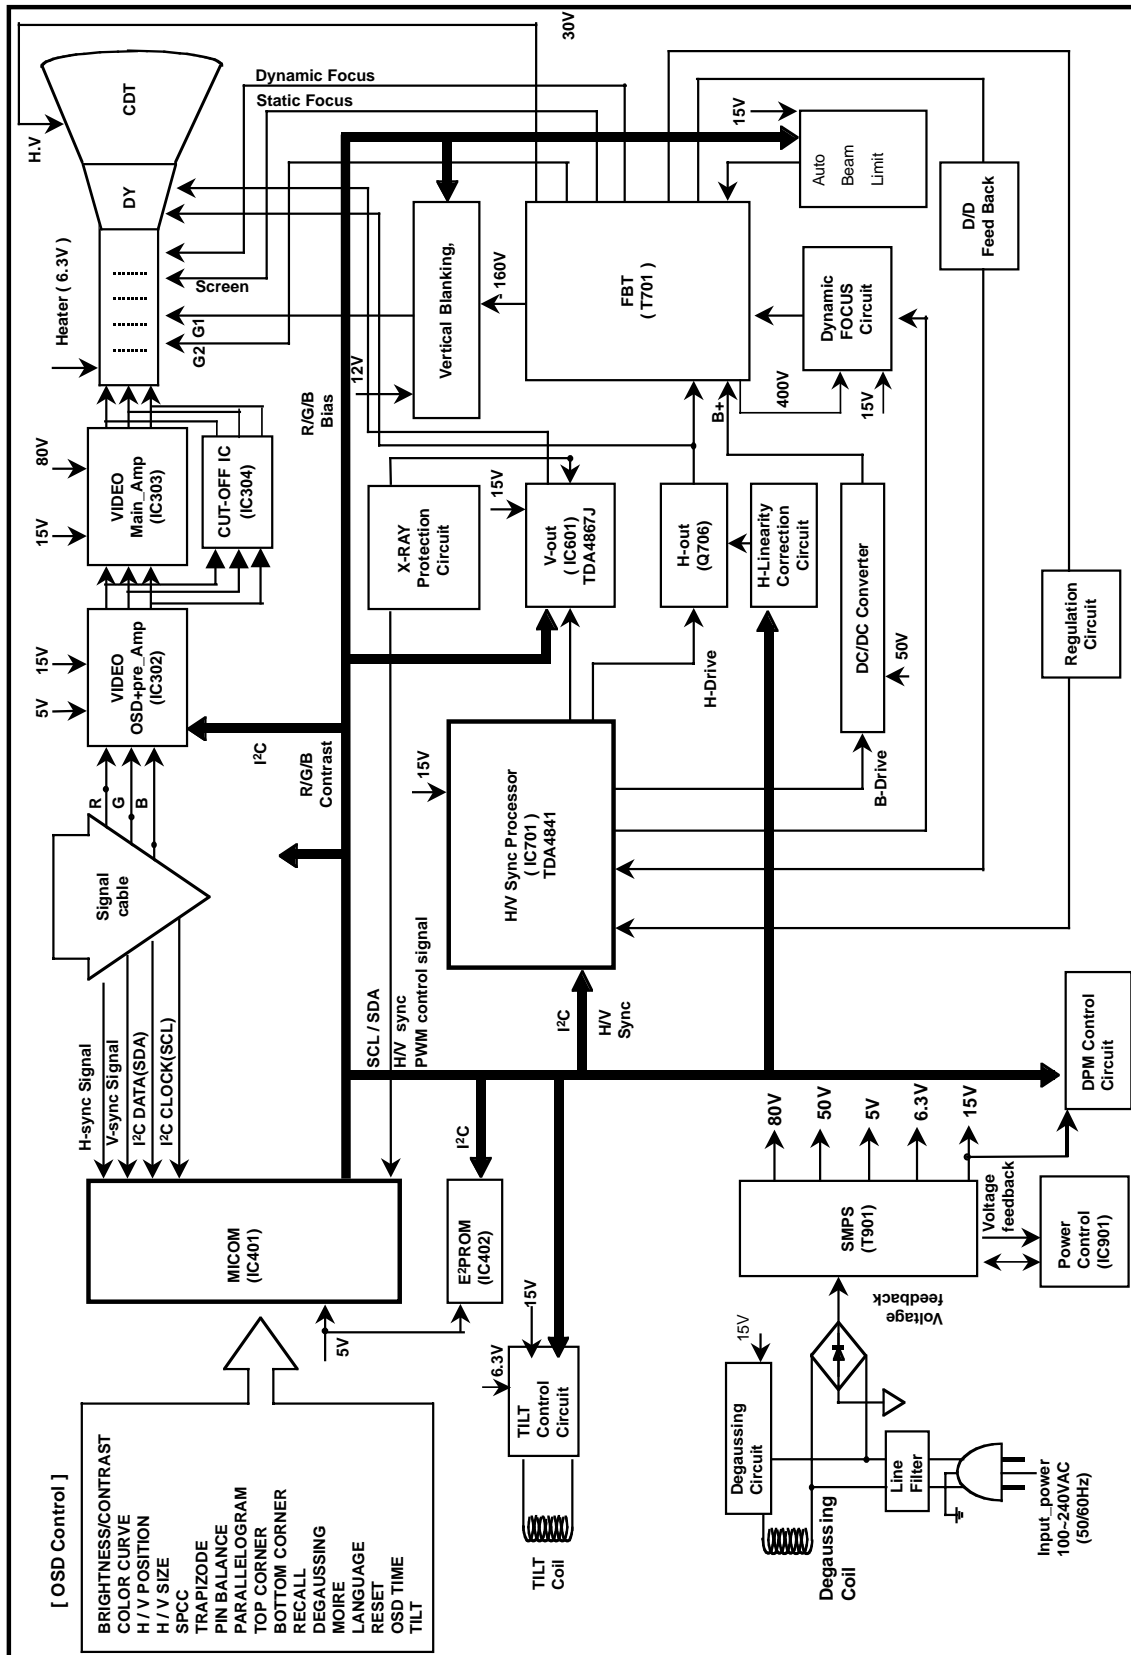 [ OSD Control ]
BRIGHTNESS/CONTRAST
COLOR CURVE
H / V POSITION
H / V SIZE
SPCC
TRAPIZODE
PIN BALANCE
PARALLELOGRAM
TOP CORNER
BOTTOM CORNER
RECALL
DEGAUSSING
MOIRE
LANGUAGE
RESET
OSD TIME
TILT
MICOM
(IC401)
5V
H-sync Signal
V-sync Signal
I²C DATA(SDA)
I²C CLOCK(SCL)
Signal
cable
R
G
B
5V
15V
VIDEO
OSD+pre_Amp
(IC302)
15V
80V
VIDEO
Main_Amp
(IC303)
CUT-OFF IC
(IC304)
Heater ( 6.3V )
H.V
DY
CDT
G2
G1
Screen
Static Focus
Dynamic Focus
30V
I²C
R/G/B
Contrast
R/G/B
Bias
SCL / SDA
H/V sync
PWM control signal
X-RAY
Protection
Circuit
12V
Vertical Blanking,
- 160V
I²C
E²PROM
(IC402)
15V
6.3V
TILT
Control
Circuit
TILT
Coil
I²C
H/V
Sync
15V
H/V Sync Processor
( IC701 )
TDA4841
15V
V-out
( IC601)
TDA4867J
H-Drive
H-out
(Q706)
H-Linearity
Correction
Circuit
B+
FBT
( T701 )
400V
15V
Dynamic
FOCUS
Circuit
15V
Auto
Beam
Limit
B-Drive
DC/DC Converter
50V
D/D
Feed Back
Regulation
Circuit
Degaussing
Circuit
15V
Degaussing
Coil
Line
Filter
Input_power
100~240VAC
(50/60Hz)
Voltage
feedback
SMPS
(T901)
80V
50V
5V
6.3V
15V
Voltage
feedback
Power
Control
(IC901)
DPM Control
Circuit